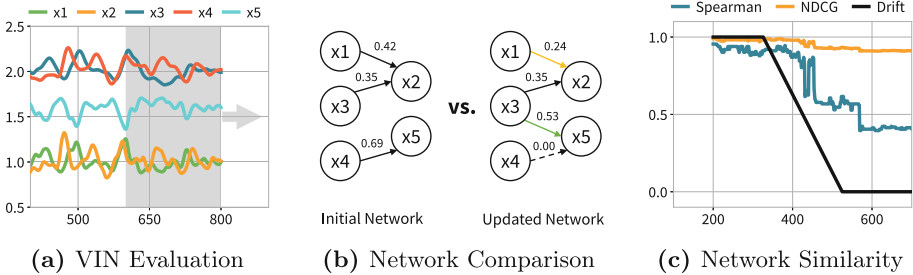 x1 x2 x3 x4 x5
2.5
2.0
1.5
1.0
0.5
500 650 800
(a) VIN Evaluation
x1 0.42 x2
x3 0.35
x4 0.69 x5
Initial Network
vs.
x1 0.24 x2
x3 0.35
0.53 x5
x4 0.00
Updated Network
(b) Network Comparison
Spearman NDCG Drift
1.0
0.5
0.0
200 400 600
(c) Network Similarity